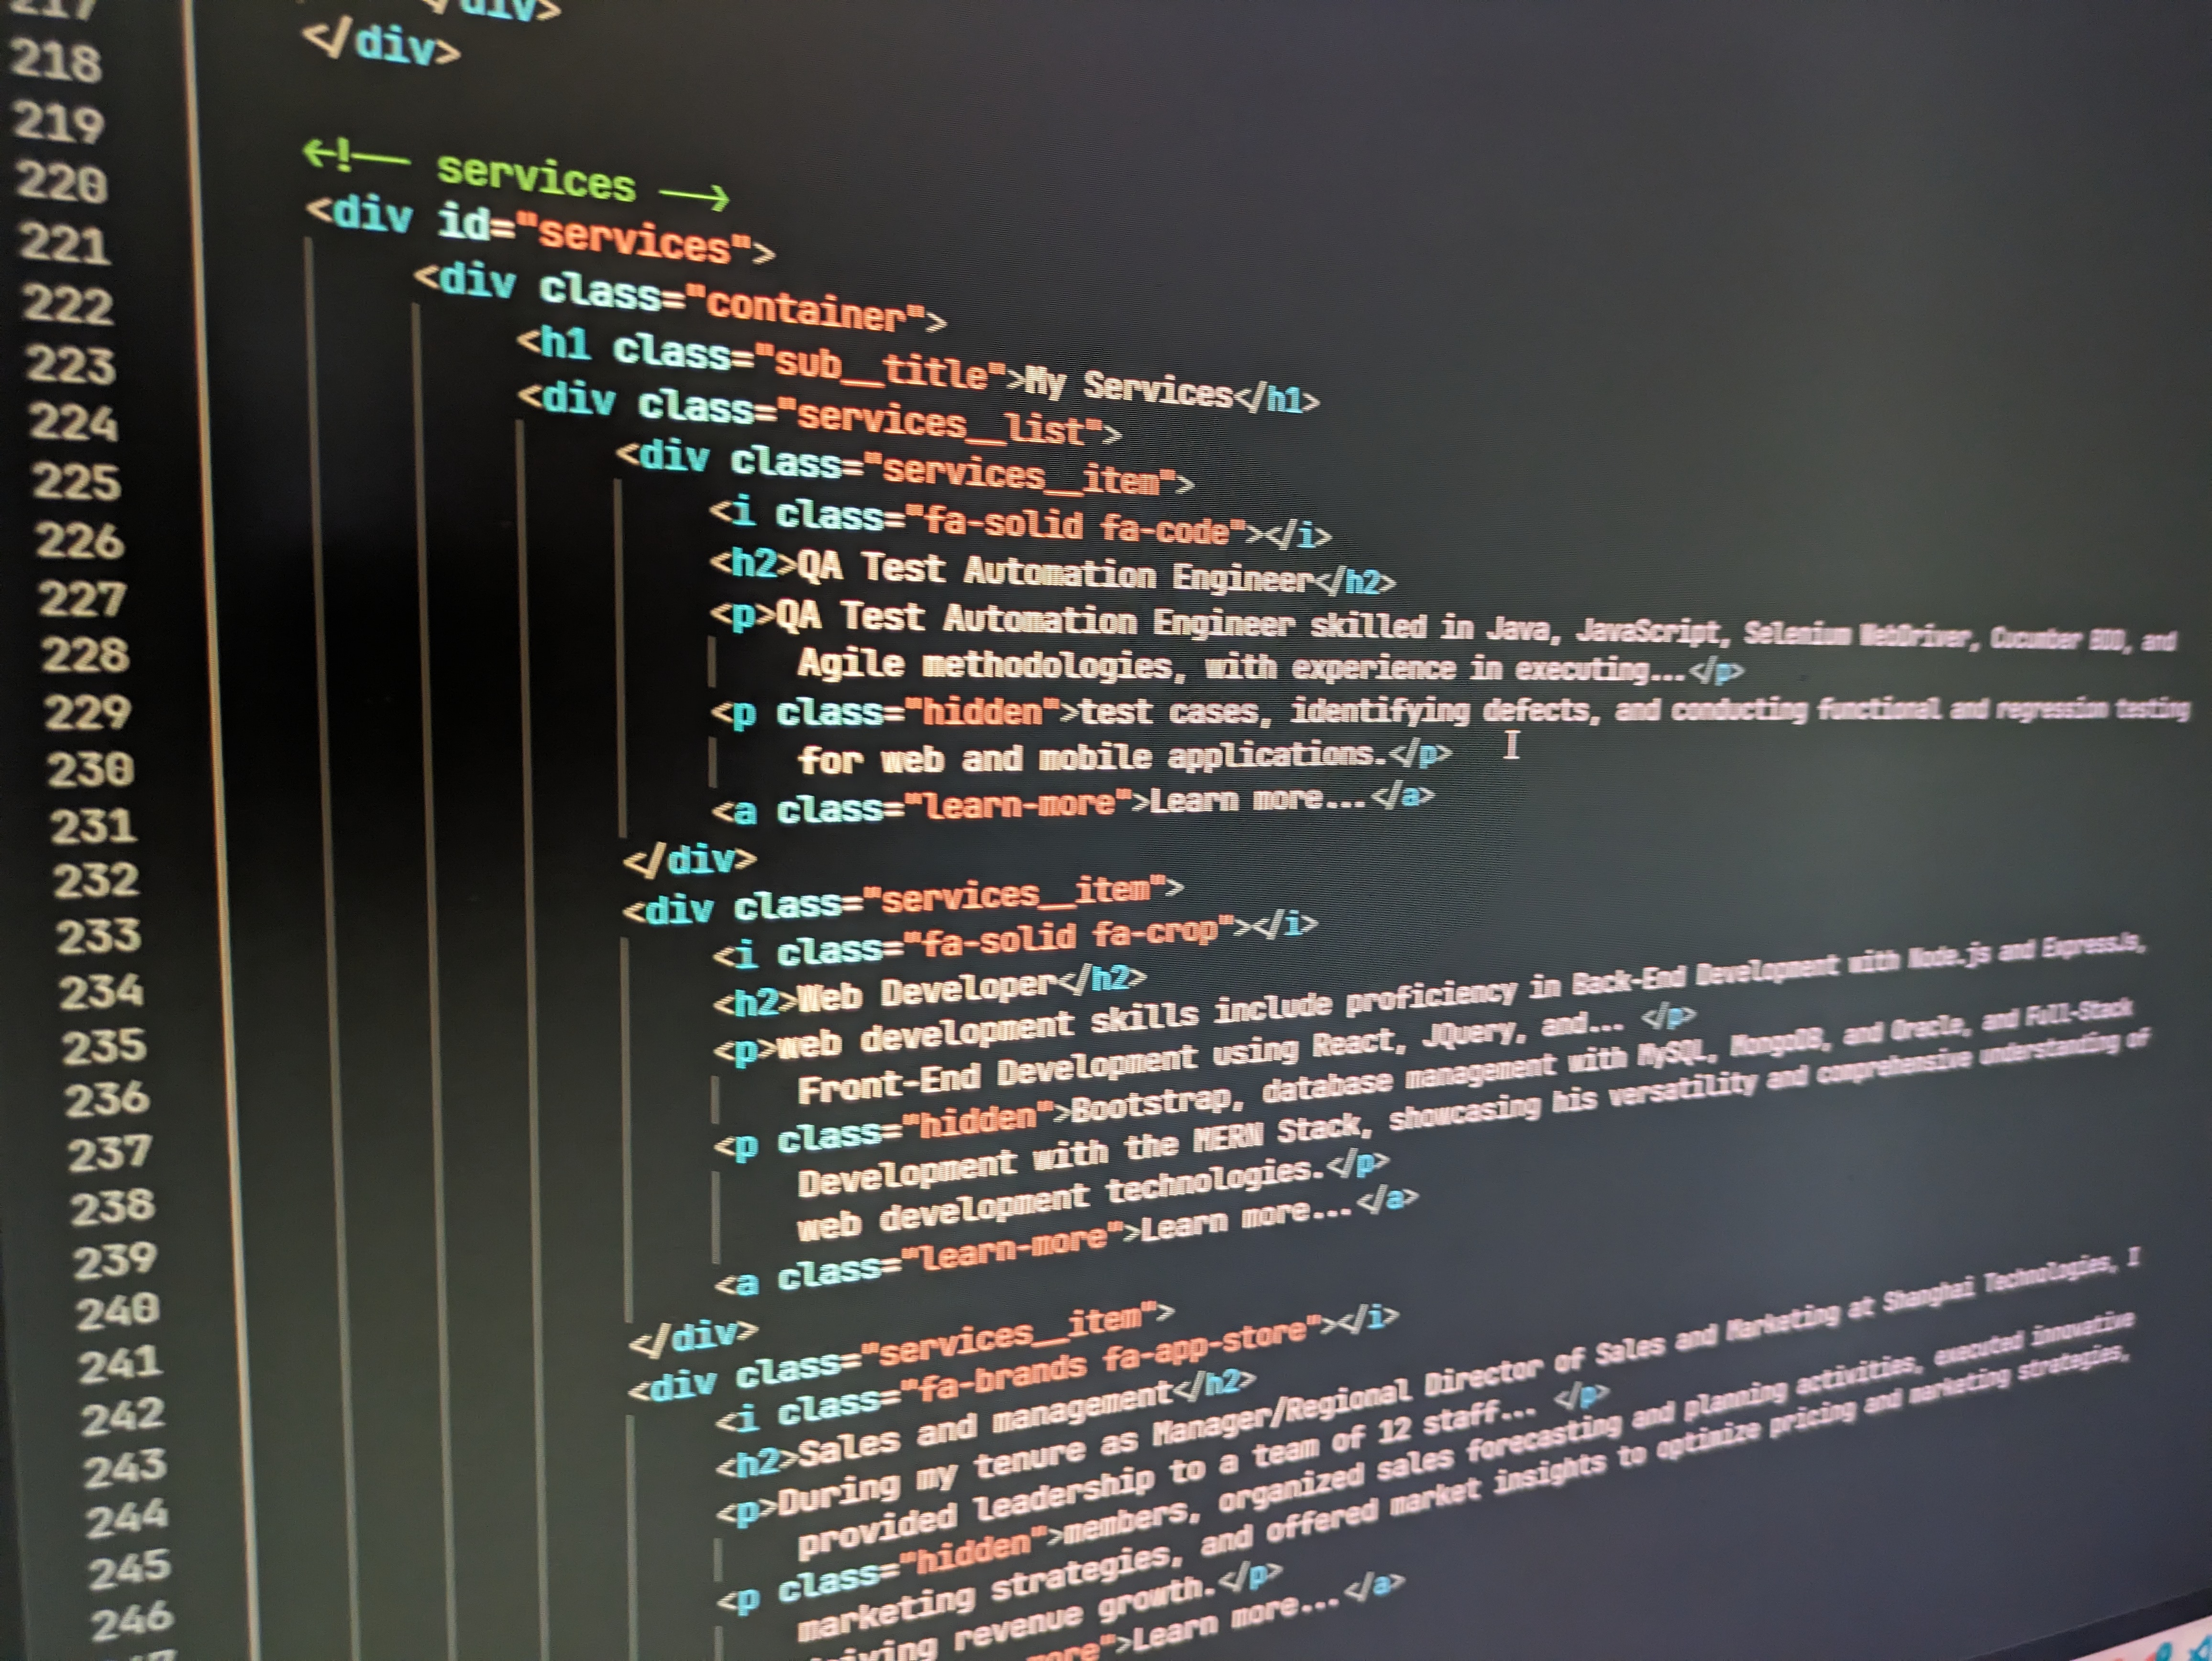 217 </div>
218 </div>
219
220 <!-- services -->
221 <div id="services">
222 <div class="container">
223 <h1 class="sub__title">My Services</h1>
224 <div class="services__list">
225 <div class="services__item">
226 <i class="fa-solid fa-code"></i>
227 <h2>QA Test Automation Engineer</h2>
228 <p>QA Test Automation Engineer skilled in Java, JavaScript, Selenium WebDriver, Cucumber BDD, and
229 Agile methodologies, with experience in executing...</p>
230 <p class="hidden">test cases, identifying defects, and conducting functional and regression testing
231 for web and mobile applications.</p>
232 <a class="learn-more">Learn more...</a>
233 </div>
234 <div class="services__item">
235 <i class="fa-solid fa-crop"></i>
236 <h2>Web Developer</h2>
237 <p>web development skills include proficiency in Back-End Development with Node.js and ExpressJs,
238 Front-End Development using React, JQuery, and... </p>
239 <p class="hidden">Bootstrap, database management with MySQL, MongoDB, and Oracle, and Full-Stack
240 Development with the MERN Stack, showcasing his versatility and comprehensive understanding of
241 web development technologies.</p>
242 <a class="learn-more">Learn more...</a>
243 </div>
244 <div class="services__item">
245 <i class="fa-brands fa-app-store"></i>
246 <h2>Sales and management</h2>
<p>During my tenure as Manager/Regional Director of Sales and Marketing at Shanghai Technologies, I
provided leadership to a team of 12 staff... </p>
<p class="hidden">members, organized sales forecasting and planning activities, executed innovative
marketing strategies, and offered market insights to optimize pricing and marketing strategies,
revenue growth.</p>
more">Learn more...</a>